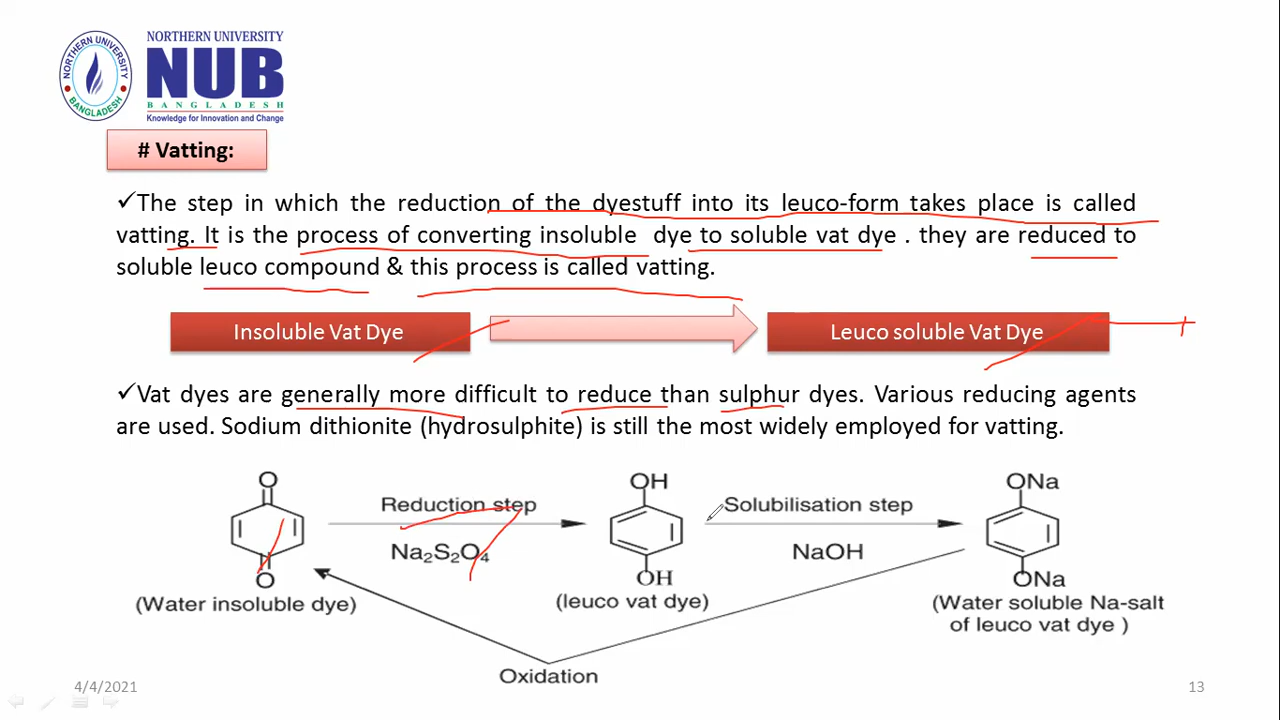 NORTHERN UNIVERSITY
NORTHERN UNIVERSITY
BANGLADESH
NUB
BANGLADESH
Knowledge for Innovation and Change
# Vatting:
✓The step in which the reduction of the dyestuff into its leuco-form takes place is called
vatting. It is the process of converting insoluble dye to soluble vat dye . they are reduced to
soluble leuco compound & this process is called vatting.
Insoluble Vat Dye
Leuco soluble Vat Dye
✓Vat dyes are generally more difficult to reduce than sulphur dyes. Various reducing agents
are used. Sodium dithionite (hydrosulphite) is still the most widely employed for vatting.
O
OH
ONa
Reduction step
Solubilisation step
Na₂S₂O₄
NaOH
O
OH
ONa
(Water insoluble dye)
(leuco vat dye)
(Water soluble Na-salt
of leuco vat dye )
Oxidation
4/4/2021
13